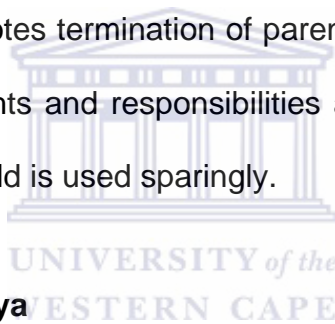 otes termination of paren
nts and responsibilities a
ld is used sparingly.
UNIVERSITY of the
ya
WESTERN CAPE